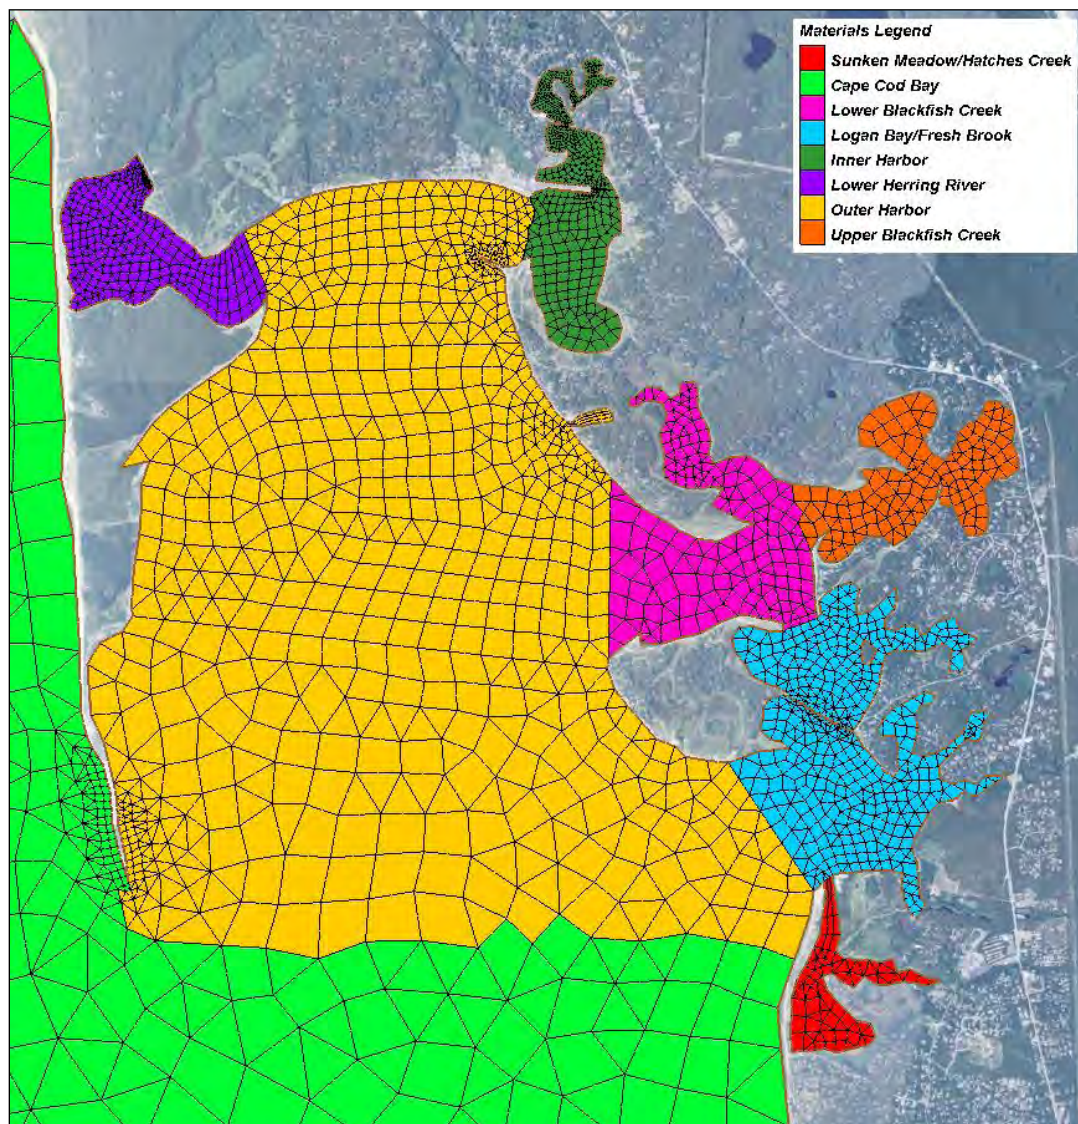 Materials Legend
Sunken Meadow/Hatches Creek
Cape Cod Bay
Lower Blackfish Creek
Logan Bay/Fresh Brook
Inner Harbor
Lower Herring River
Outer Harbor
Upper Blackfish Creek